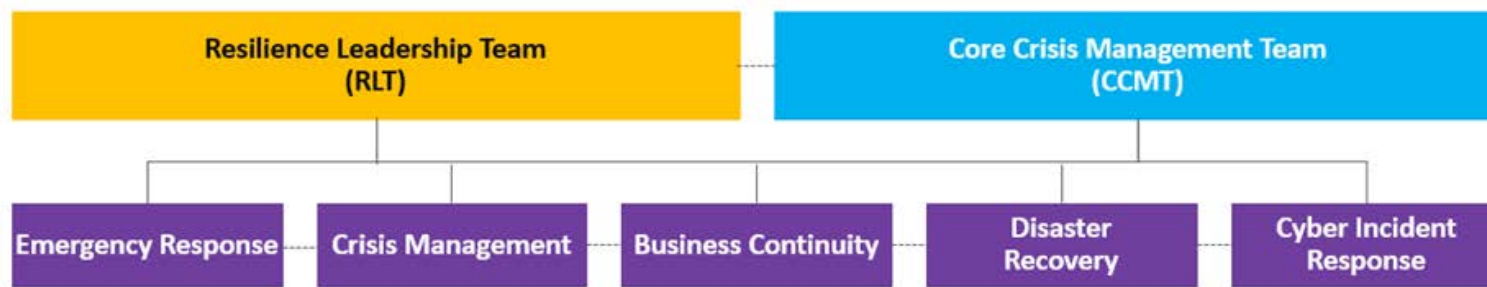 Resilience Leadership Team
(RLT)
Core Crisis Management Team
(CCMT)
Emergency Response
Crisis Management
Business Continuity
Disaster
Recovery
Cyber Incident
Response